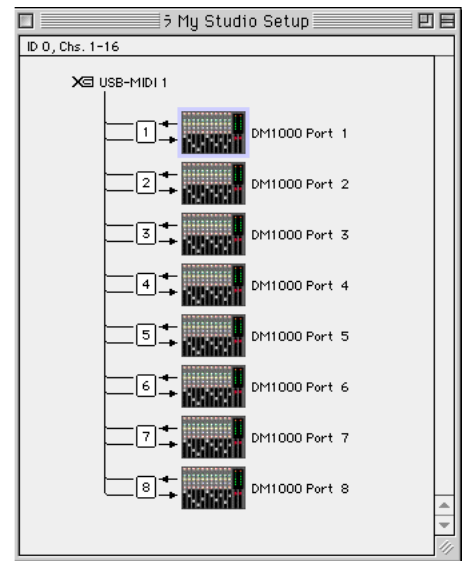 ﾗ My Studio Setup
ID 0, Chs. 1-16
USB-MIDI 1
1 DM1000 Port 1
2 DM1000 Port 2
3 DM1000 Port 3
4 DM1000 Port 4
5 DM1000 Port 5
6 DM1000 Port 6
7 DM1000 Port 7
8 DM1000 Port 8